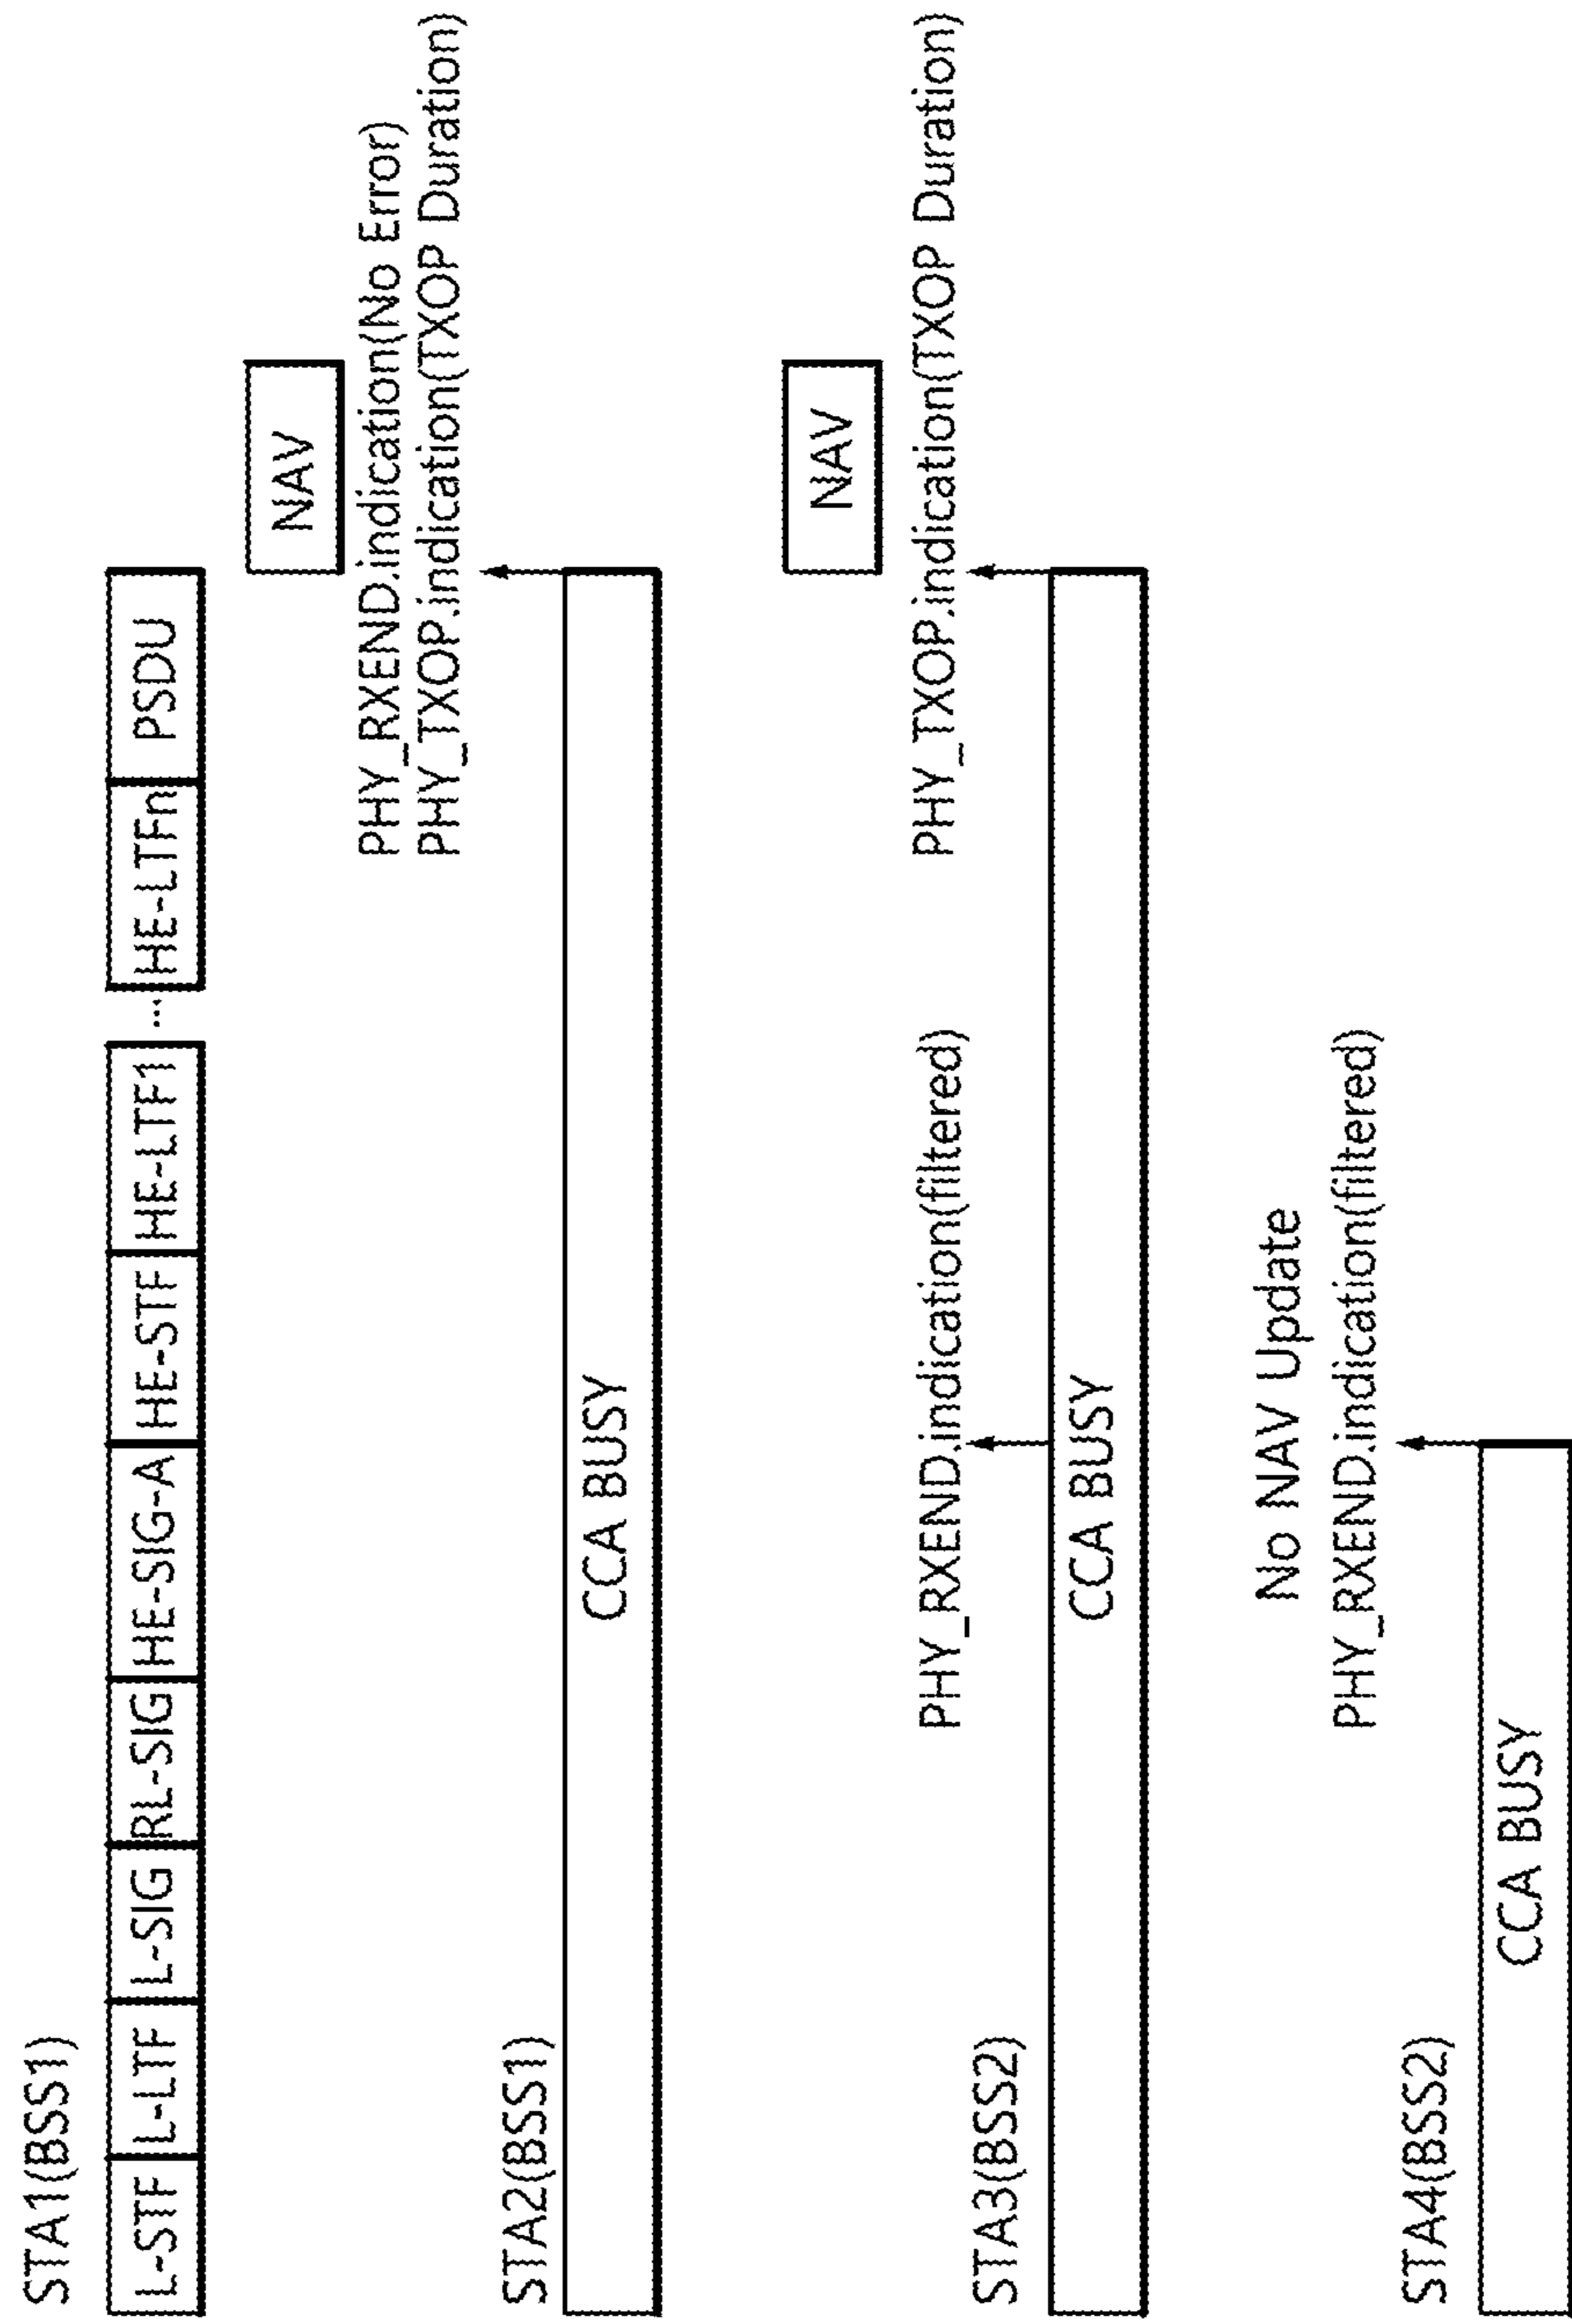 STA1(BSS1)
L-STF L-LTF L-SIG RL-SIG HE-SIG-A HE-STF HE-LTF1 ... HE-LTFn PSDU
NAV
PHY_RXEND.indication(No Error)
PHY_TXOP.indication(TXOP Duration)
STA2(BSS1)
CCA BUSY
NAV
PHY_RXEND.indication(filtered) PHY_TXOP.indication(TXOP Duration)
STA3(BSS2)
CCA BUSY
No NAV Update
PHY_RXEND.indication(filtered)
STA4(BSS2)
CCA BUSY